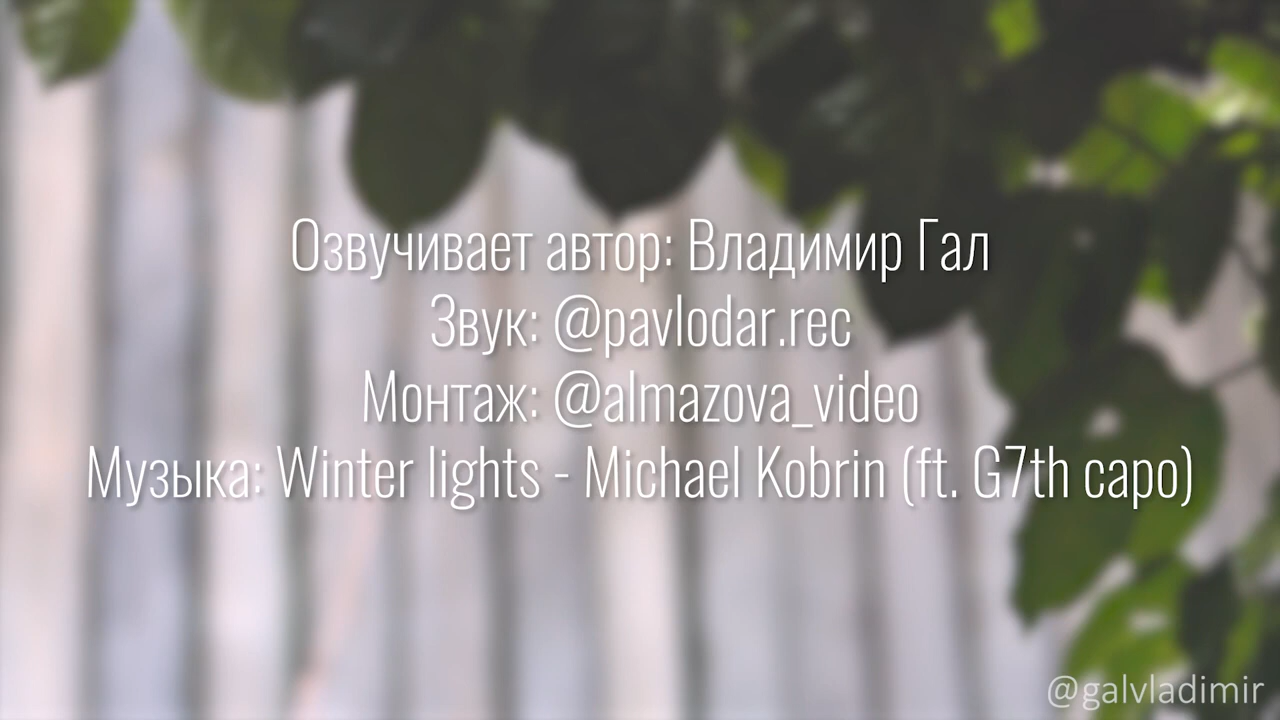 Озвучивает автор: Владимир Гал
Звук: @pavlodar.rec
Монтаж: @almazova_video
Музыка: Winter lights - Michael Kobrin (ft. G7th capo)
@galvladimir